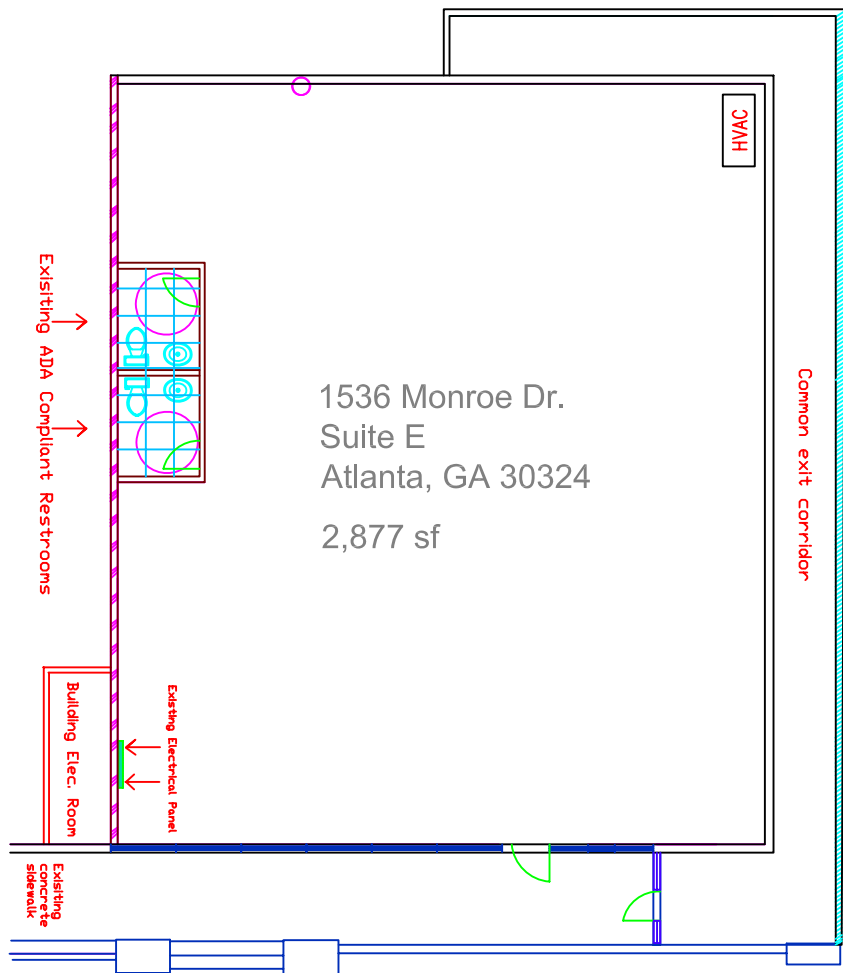 HVAC
Exisiting ADA Compliant Restrooms
1536 Monroe Dr.
Suite E
Atlanta, GA 30324
2,877 sf
Common exit corridor
Building Elec. Room
Existing Electrical Panel
Exisiting
concrete
sidewalk